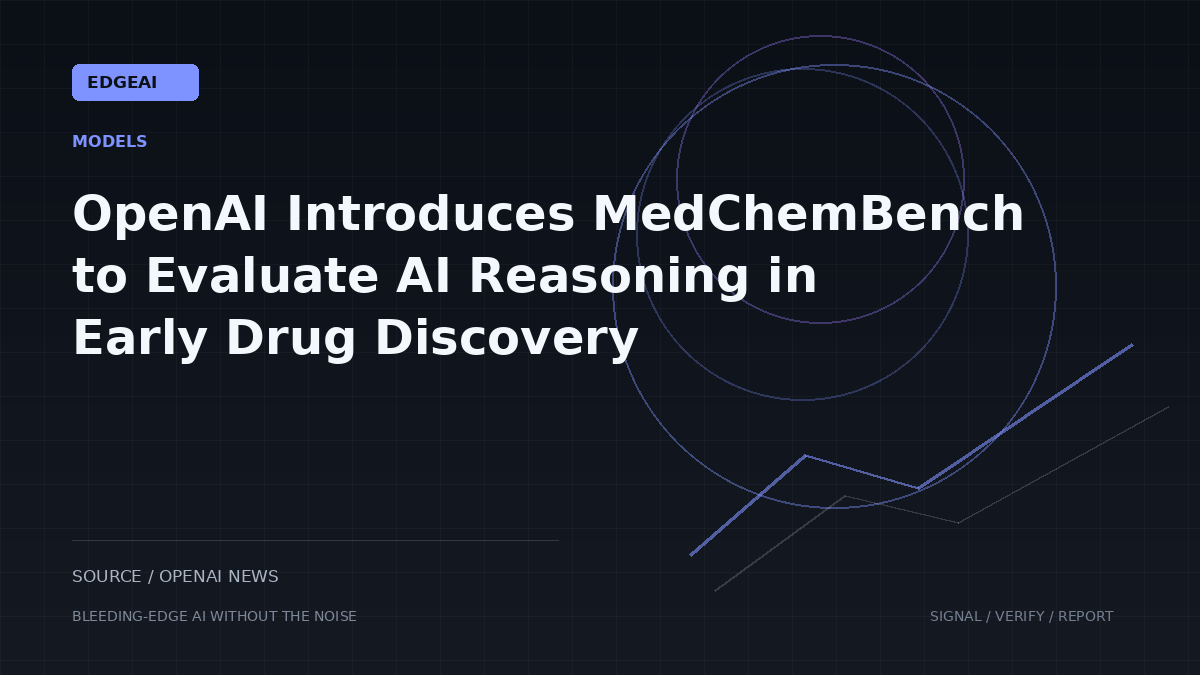 EDGEAI
MODELS
OpenAI Introduces MedChemBench
to Evaluate AI Reasoning in
Early Drug Discovery
SOURCE / OPENAI NEWS
BLEEDING-EDGE AI WITHOUT THE NOISE
SIGNAL / VERIFY / REPORT